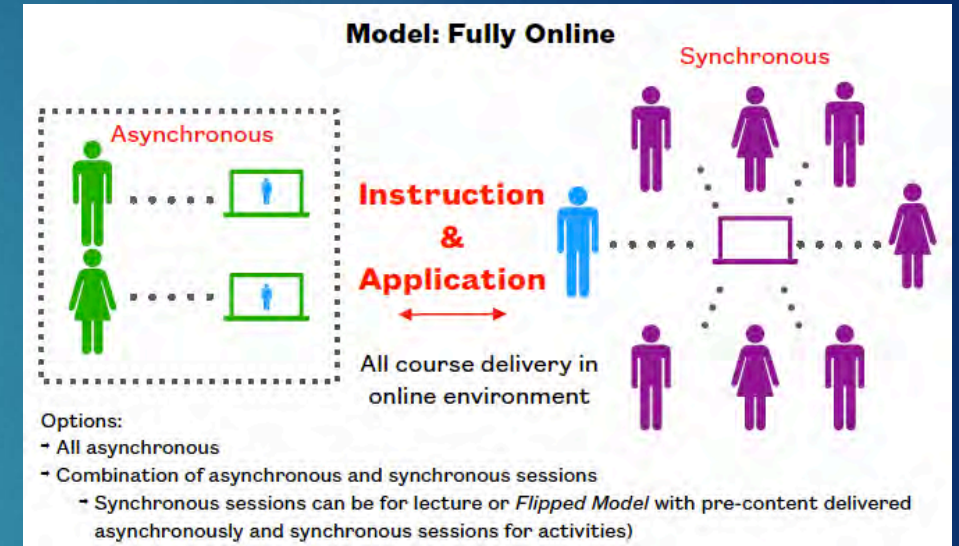 Model: Fully Online
Synchronous
Asynchronous
Instruction
&
Application
All course delivery in
online environment
Options:
→ All asynchronous
→ Combination of asynchronous and synchronous sessions
→ Synchronous sessions can be for lecture or Flipped Model with pre-content delivered
asynchronously and synchronous sessions for activities)